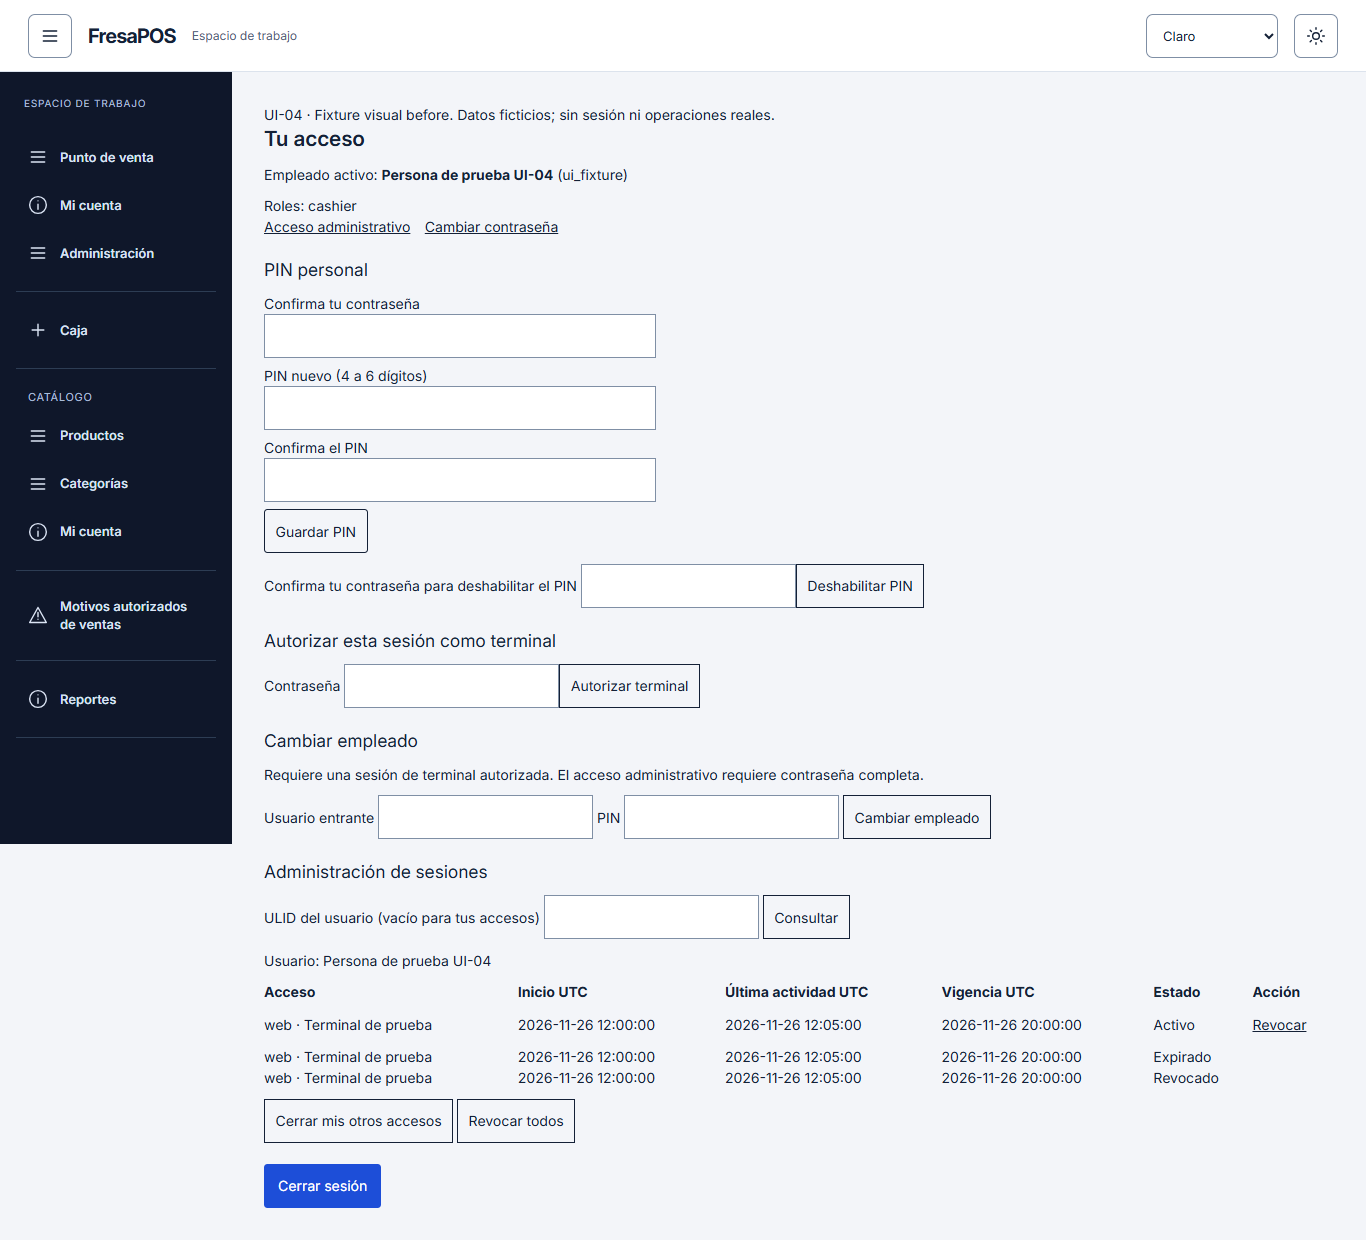 FresaPOS
Espacio de trabajo
Claro
ESPACIO DE TRABAJO
Punto de venta
Mi cuenta
Administración
Caja
CATÁLOGO
Productos
Categorías
Mi cuenta
Motivos autorizados
de ventas
Reportes
UI-04 · Fixture visual before. Datos ficticios; sin sesión ni operaciones reales.
Tu acceso
Empleado activo: Persona de prueba UI-04 (ui_fixture)
Roles: cashier
Acceso administrativo Cambiar contraseña
PIN personal
Confirma tu contraseña
PIN nuevo (4 a 6 dígitos)
Confirma el PIN
Guardar PIN
Confirma tu contraseña para deshabilitar el PIN Deshabilitar PIN
Autorizar esta sesión como terminal
Contraseña Autorizar terminal
Cambiar empleado
Requiere una sesión de terminal autorizada. El acceso administrativo requiere contraseña completa.
Usuario entrante PIN Cambiar empleado
Administración de sesiones
ULID del usuario (vacío para tus accesos) Consultar
Usuario: Persona de prueba UI-04
Acceso Inicio UTC Última actividad UTC Vigencia UTC Estado Acción
web · Terminal de prueba 2026-11-26 12:00:00 2026-11-26 12:05:00 2026-11-26 20:00:00 Activo Revocar
web · Terminal de prueba 2026-11-26 12:00:00 2026-11-26 12:05:00 2026-11-26 20:00:00 Expirado
web · Terminal de prueba 2026-11-26 12:00:00 2026-11-26 12:05:00 2026-11-26 20:00:00 Revocado
Cerrar mis otros accesos Revocar todos
Cerrar sesión